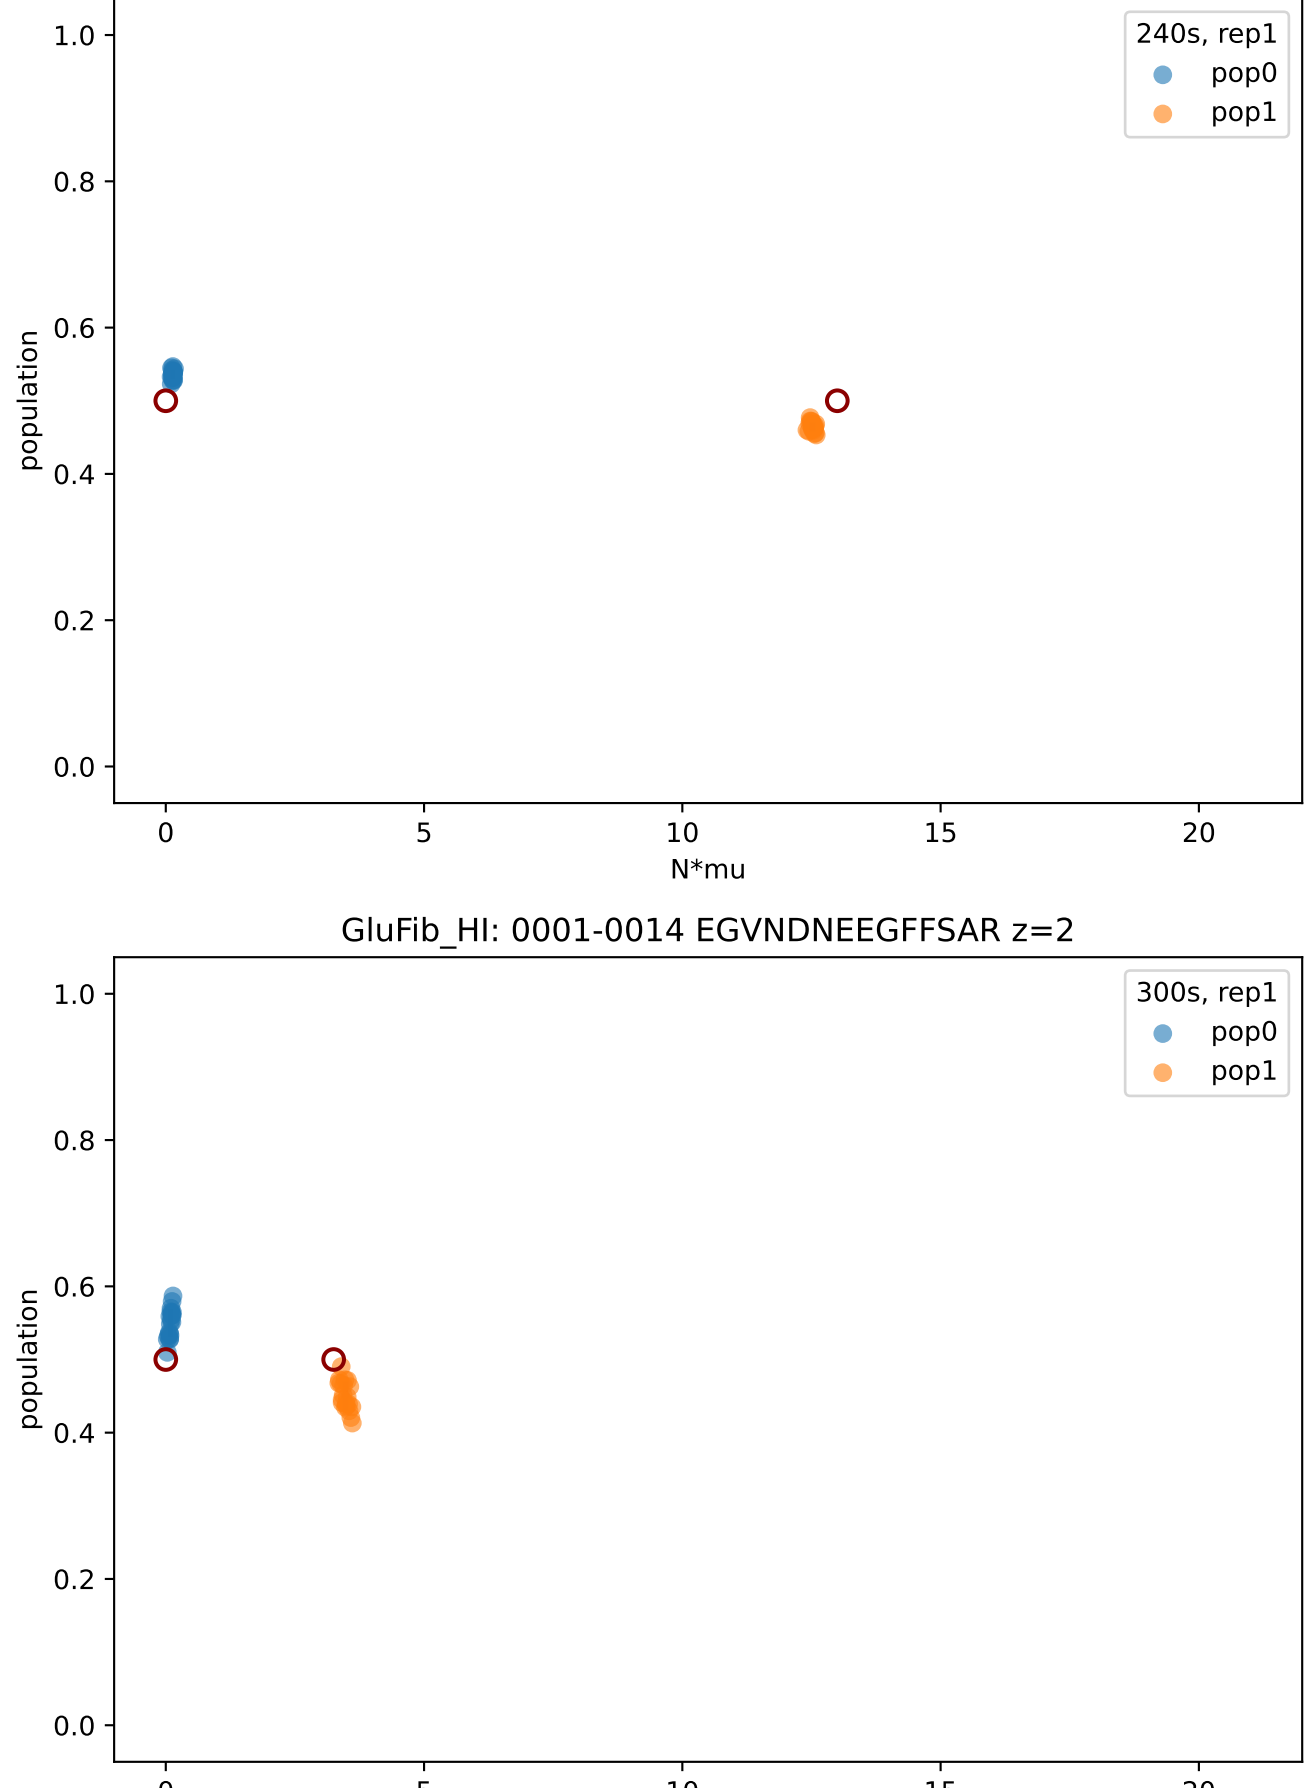 1.0
240s, rep1
pop0
pop1
0.8
0.6
population
0.4
0.2
0.0
0 5 10 15 20
N*mu
GluFib_HI: 0001-0014 EGVNDNEEGFFSAR z=2
1.0
300s, rep1
pop0
pop1
0.8
0.6
population
0.4
0.2
0.0